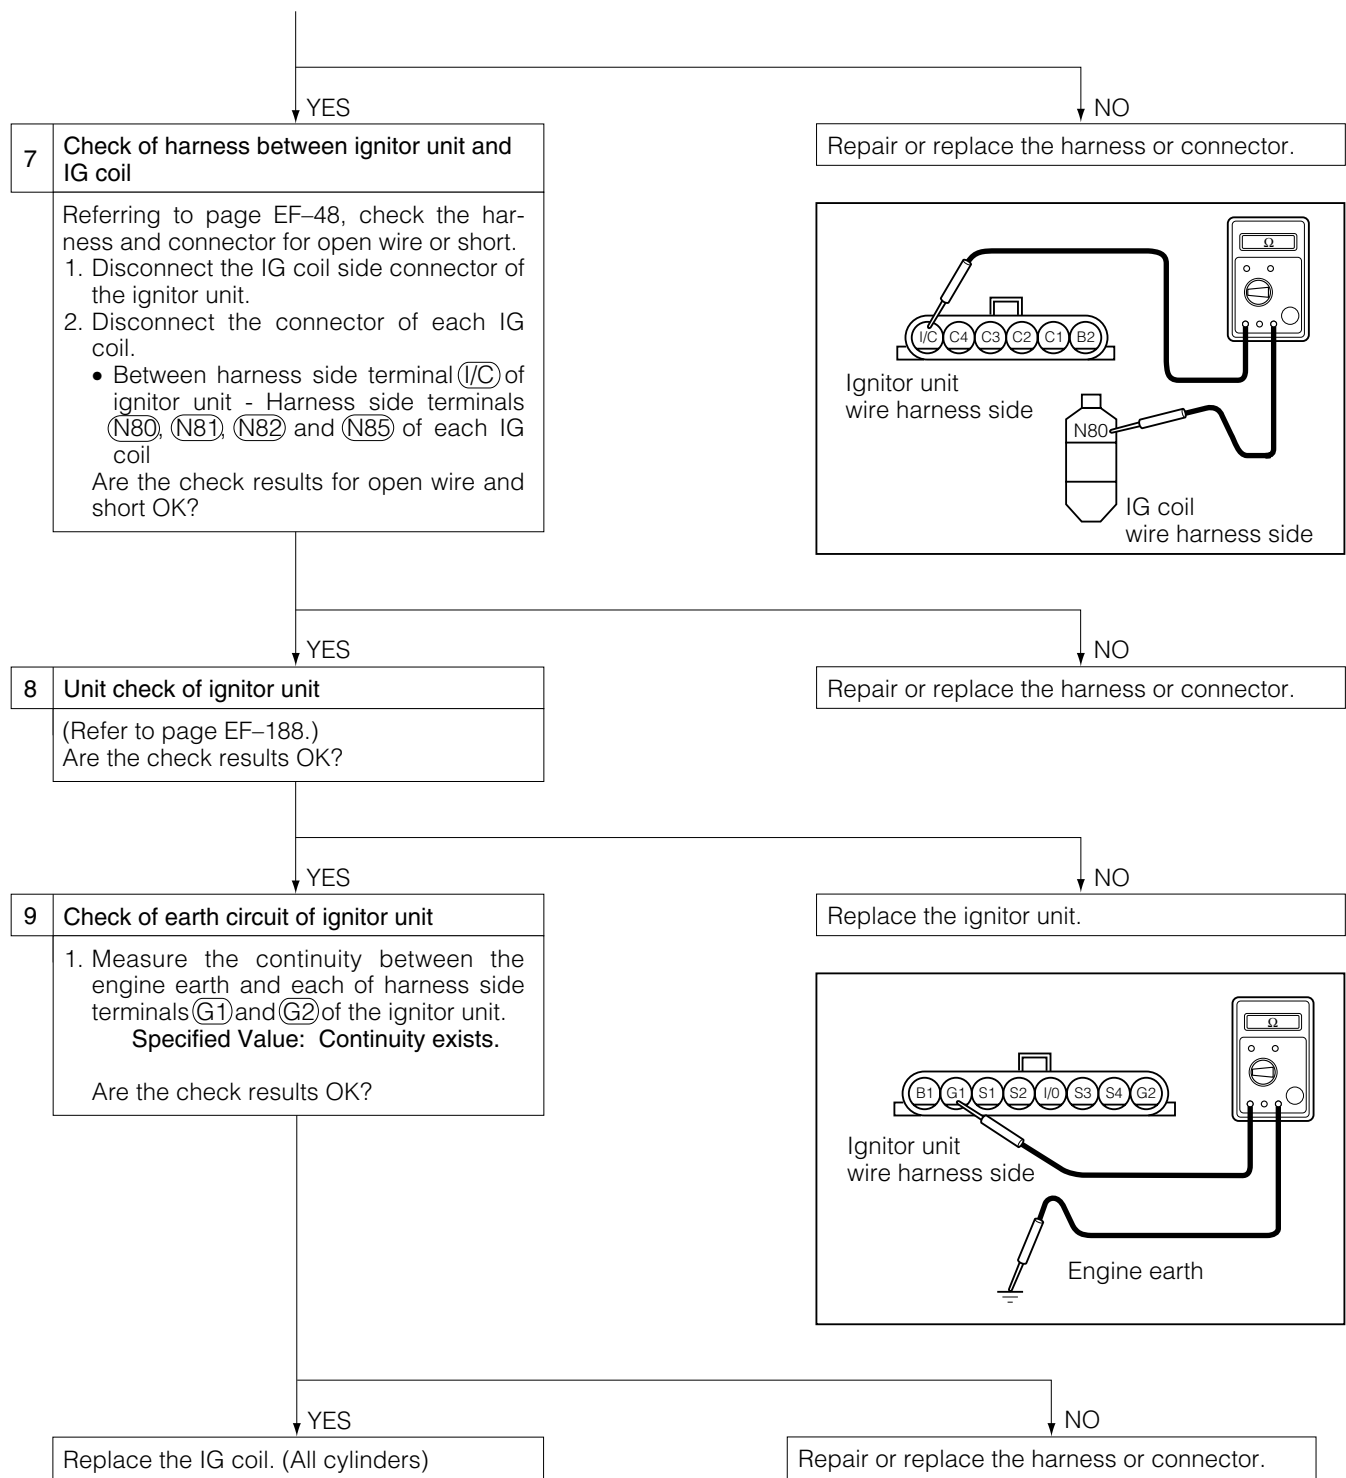 YES
NO
7
Check of harness between ignitor unit and
IG coil
Referring to page EF–48, check the har-
ness and connector for open wire or short.
1. Disconnect the IG coil side connector of
the ignitor unit.
2. Disconnect the connector of each IG
coil.
• Between harness side terminal (I/C) of
ignitor unit - Harness side terminals
(N80), (N81), (N82) and (N85) of each IG
coil
Are the check results for open wire and
short OK?
Repair or replace the harness or connector.
Ω
I/C C4 C3 C2 C1 B2
Ignitor unit
wire harness side
N80
IG coil
wire harness side
YES
NO
8
Unit check of ignitor unit
(Refer to page EF–188.)
Are the check results OK?
Repair or replace the harness or connector.
YES
NO
9
Check of earth circuit of ignitor unit
1. Measure the continuity between the
engine earth and each of harness side
terminals (G1) and (G2) of the ignitor unit.
Specified Value: Continuity exists.
Are the check results OK?
Replace the ignitor unit.
Ω
B1 G1 S1 S2 I/0 S3 S4 G2
Ignitor unit
wire harness side
Engine earth
YES
NO
Replace the IG coil. (All cylinders)
Repair or replace the harness or connector.